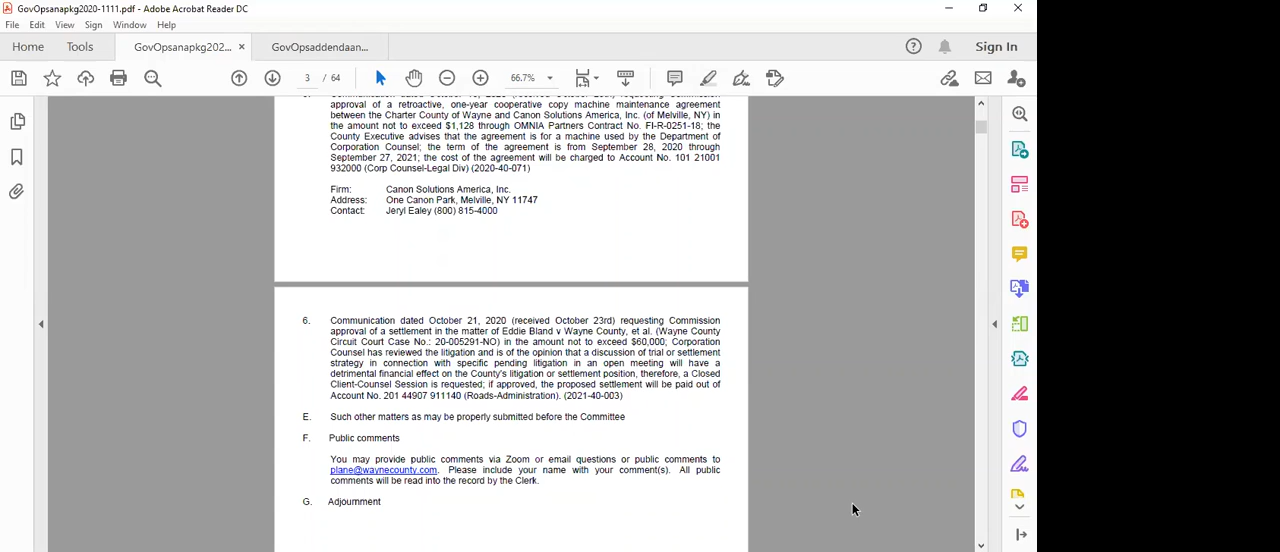 GovOpsanapkg2020-1111.pdf - Adobe Acrobat Reader DC
File Edit View Sign Window Help
Home Tools GovOpsanapkg202... × GovOpsaddendaan... Sign In
3 / 64 66.7%
approval of a retroactive, one-year cooperative copy machine maintenance agreement
between the Charter County of Wayne and Canon Solutions America, Inc. (of Melville, NY) in
the amount not to exceed $1,128 through OMNIA Partners Contract No. FI-R-0251-18; the
County Executive advises that the agreement is for a machine used by the Department of
Corporation Counsel; the term of the agreement is from September 28, 2020 through
September 27, 2021; the cost of the agreement will be charged to Account No. 101 21001
932000 (Corp Counsel-Legal Div) (2020-40-071)
Firm: Canon Solutions America, Inc.
Address: One Canon Park, Melville, NY 11747
Contact: Jeryl Ealey (800) 815-4000
6. Communication dated October 21, 2020 (received October 23rd) requesting Commission
approval of a settlement in the matter of Eddie Bland v Wayne County, et al. (Wayne County
Circuit Court Case No.: 20-005291-NO) in the amount not to exceed $60,000; Corporation
Counsel has reviewed the litigation and is of the opinion that a discussion of trial or settlement
strategy in connection with specific pending litigation in an open meeting will have a
detrimental financial effect on the County's litigation or settlement position, therefore, a Closed
Client-Counsel Session is requested; if approved, the proposed settlement will be paid out of
Account No. 201 44907 911140 (Roads-Administration). (2021-40-003)
E. Such other matters as may be properly submitted before the Committee
F. Public comments
You may provide public comments via Zoom or email questions or public comments to
plane@waynecounty.com. Please include your name with your comment(s). All public
comments will be read into the record by the Clerk.
G. Adjournment